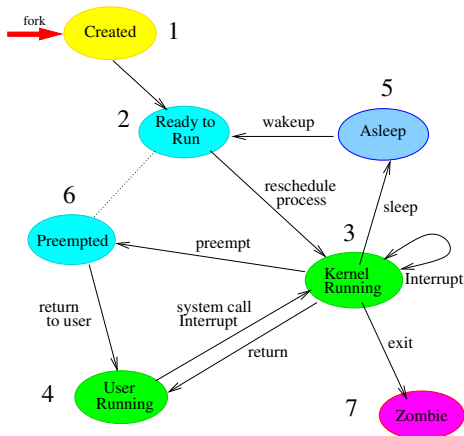 fork
Created
1
5
2
Ready to
Run
wakeup
Asleep
6
reschedule
process
sleep
3
Preempted
preempt
Kernel
Running
Interrupt
return
to user
system call
Interrupt
return
exit
4
User
Running
7
Zombie